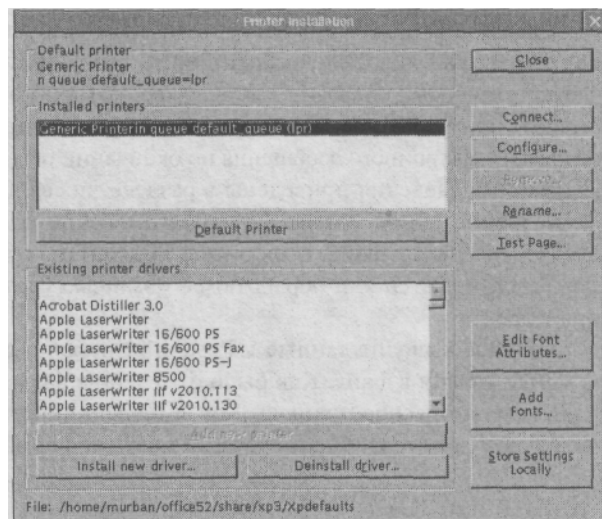 Printer Installation
Default printer
Generic Printer
n queue default_queue=lpr
Close
Installed printers
Generic Printerin queue default_queue (lpr)
Connect...
Configure...
Remove...
Rename...
Default Printer
Test Page...
Existing printer drivers
Acrobat Distiller 3.0
Apple LaserWriter
Apple LaserWriter 16/600 PS
Apple LaserWriter 16/600 PS Fax
Apple LaserWriter 16/600 PS-J
Apple LaserWriter 8500
Apple LaserWriter IIf v2010.113
Apple LaserWriter IIf v2010.130
Edit Font
Attributes...
Add
Fonts...
Add new printer
Install new driver...
Deinstall driver...
Store Settings
Locally
File: /home/murban/office52/share/xp3/Xpdefaults